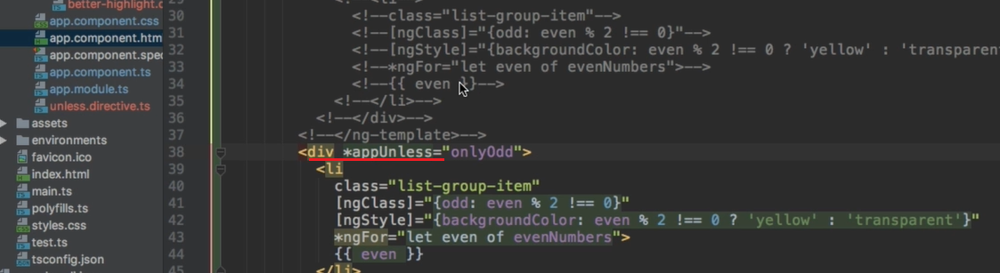 better-highlight.d
app.component.css
app.component.htm
app.component.spec
app.component.ts
app.module.ts
unless.directive.ts
assets
environments
favicon.ico
index.html
main.ts
polyfills.ts
styles.css
test.ts
tsconfig.json
30 <!--class="list-group-item"-->
31 <!--[ngClass]="{odd: even % 2 !== 0}"-->
32 <!--[ngStyle]="{backgroundColor: even % 2 !== 0 ? 'yellow' : 'transparent
33 <!--*ngFor="let even of evenNumbers">-->
34 <!--{{ even }}-->
35 <!--</li>-->
36 <!--</div>-->
37 <!--</ng-template>-->
38 <div *appUnless="onlyOdd">
39 <li
40 class="list-group-item"
41 [ngClass]="{odd: even % 2 !== 0}"
42 [ngStyle]="{backgroundColor: even % 2 !== 0 ? 'yellow' : 'transparent'}"
43 *ngFor="let even of evenNumbers">
44 {{ even }}
45 </li>